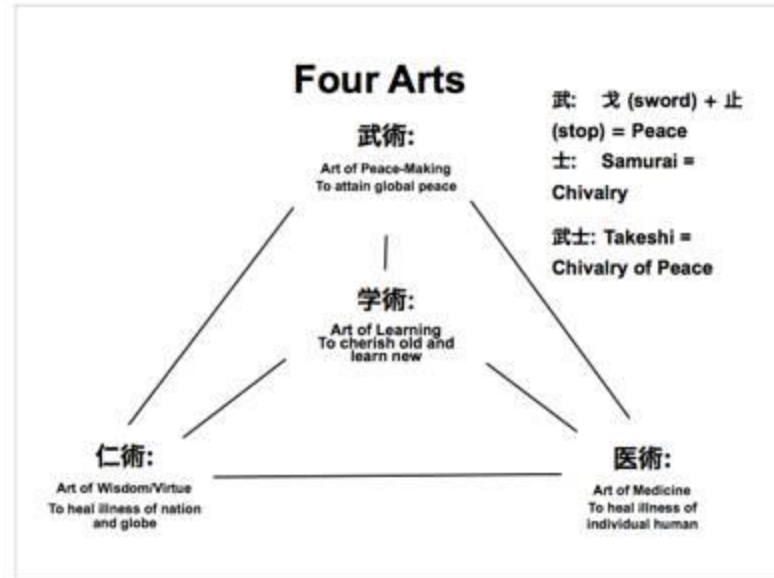 Four Arts
武術:
Art of Peace-Making
To attain global peace
武: 戈 (sword) + 止
(stop) = Peace
士: Samurai =
Chivalry
武士: Takeshi =
Chivalry of Peace
学術:
Art of Learning
To cherish old and
learn new
仁術:
Art of Wisdom/Virtue
To heal illness of nation
and globe
医術:
Art of Medicine
To heal illness of
individual human